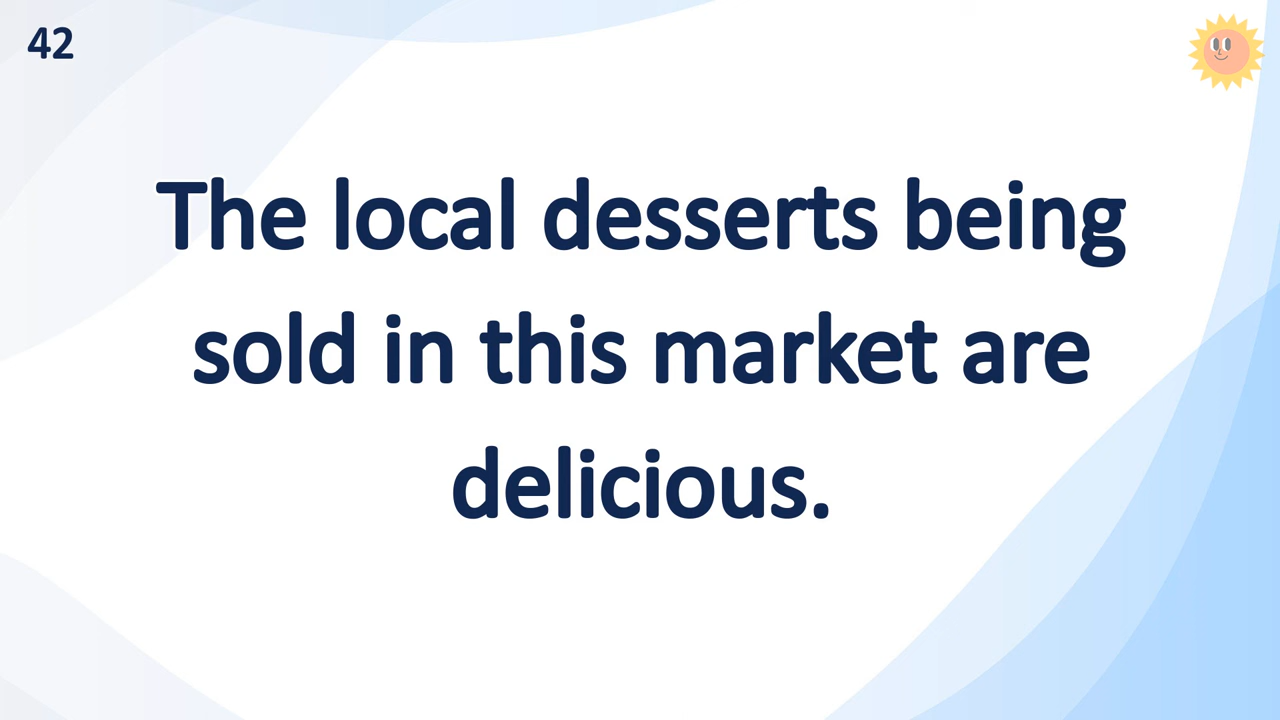 42
The local desserts being
sold in this market are
delicious.